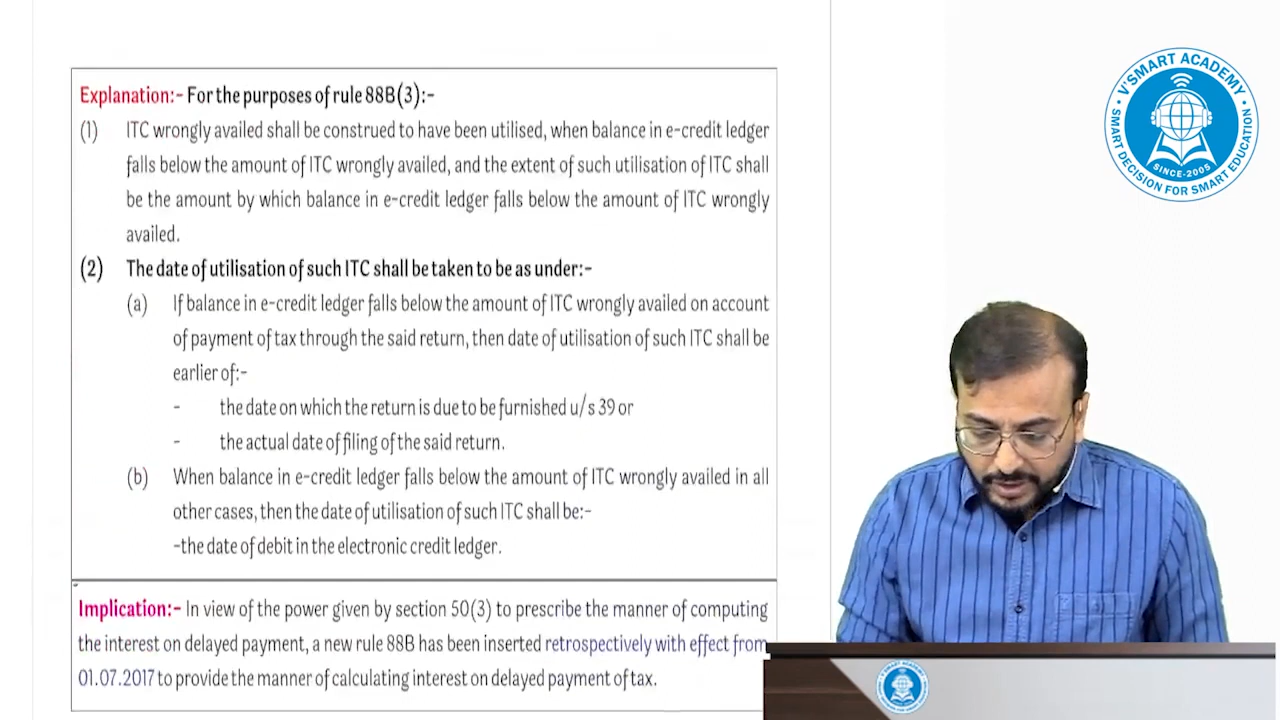 Explanation:- For the purposes of rule 88B(3):-
(1) ITC wrongly availed shall be construed to have been utilised, when balance in e-credit ledger
falls below the amount of ITC wrongly availed, and the extent of such utilisation of ITC shall
be the amount by which balance in e-credit ledger falls below the amount of ITC wrongly
availed.
(2) The date of utilisation of such ITC shall be taken to be as under:-
(a) If balance in e-credit ledger falls below the amount of ITC wrongly availed on account
of payment of tax through the said return, then date of utilisation of such ITC shall be
earlier of:-
- the date on which the return is due to be furnished u/s 39 or
- the actual date of filing of the said return.
(b) When balance in e-credit ledger falls below the amount of ITC wrongly availed in all
other cases, then the date of utilisation of such ITC shall be:-
-the date of debit in the electronic credit ledger.
Implication:- In view of the power given by section 50(3) to prescribe the manner of computing
the interest on delayed payment, a new rule 88B has been inserted retrospectively with effect from
01.07.2017 to provide the manner of calculating interest on delayed payment of tax.
V'SMART ACADEMY
SINCE-2005
SMART DECISION FOR SMART EDUCATION